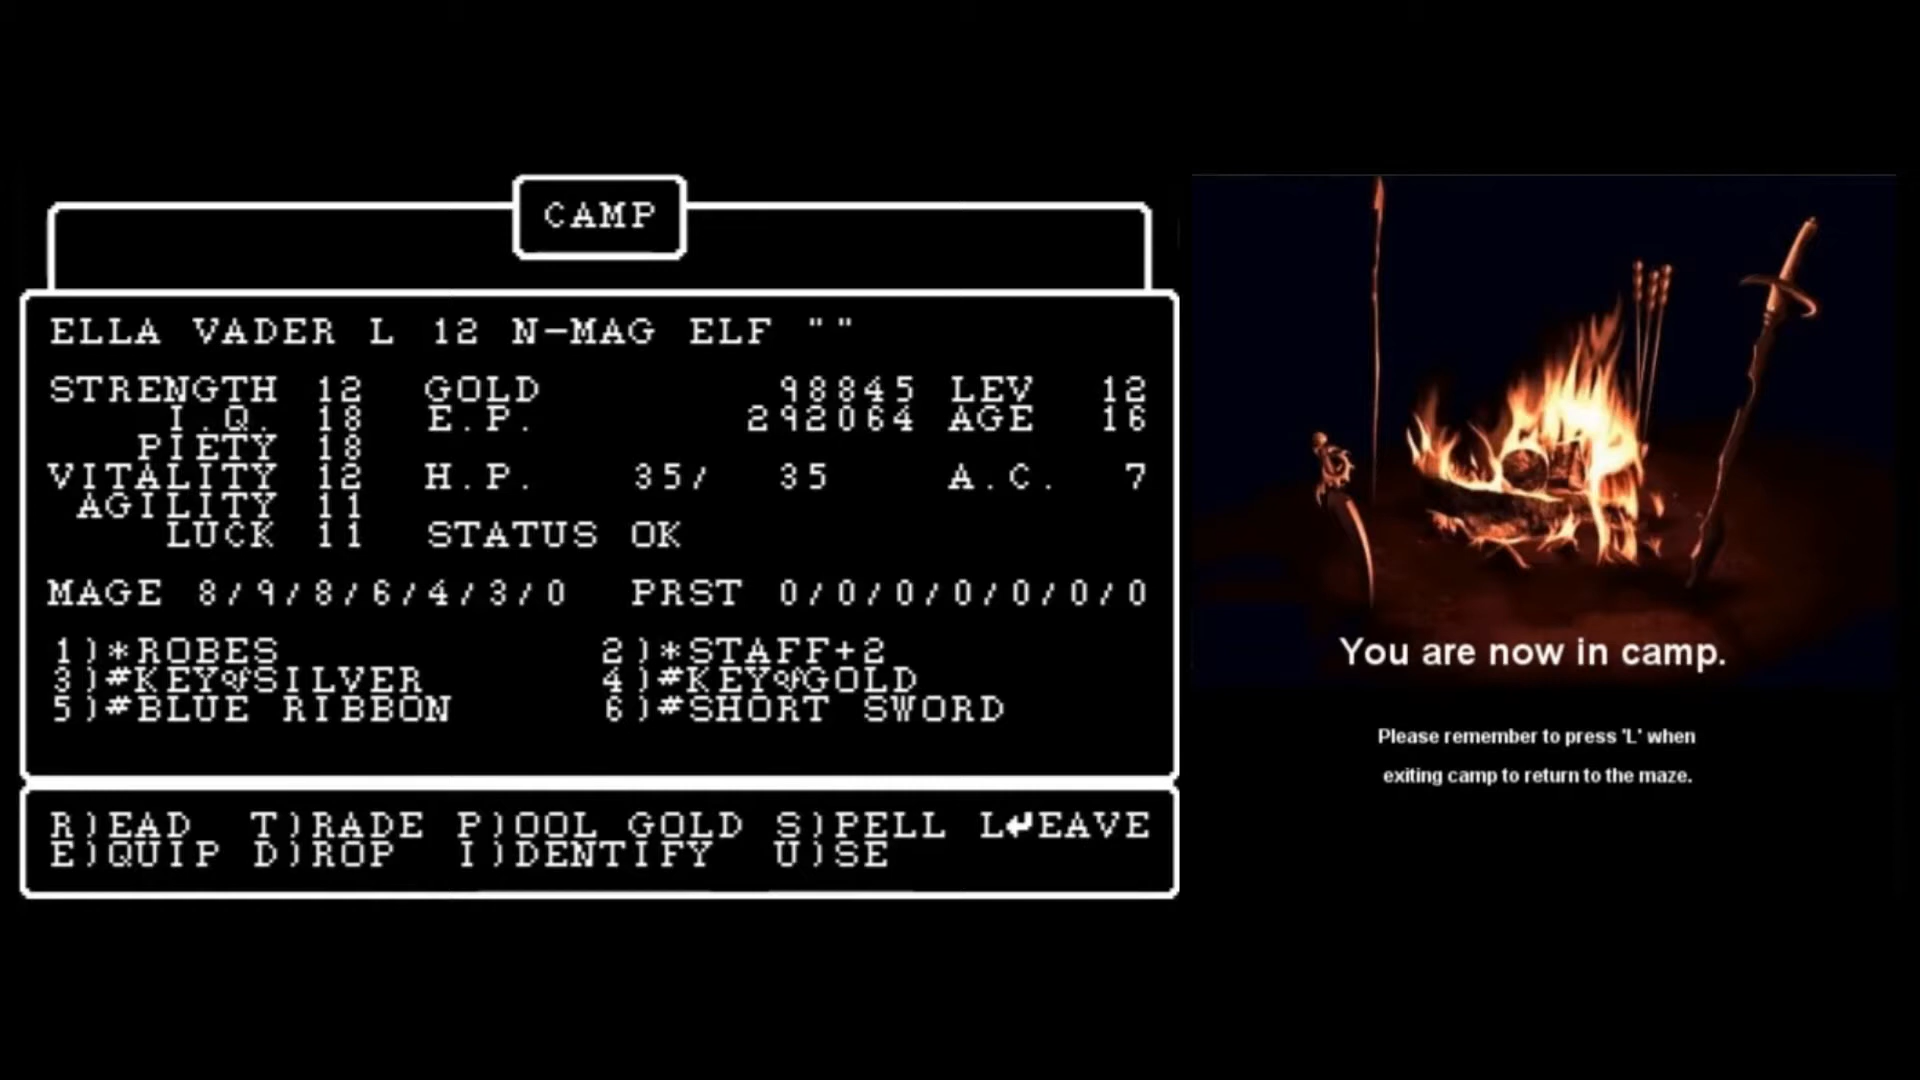 CAMP
ELLA VADER L 12 N-MAG ELF ""
STRENGTH 12 GOLD 98845 LEV 12
I.Q. 18 E.P. 292064 AGE 16
PIETY 18
VITALITY 12 H.P. 35/ 35 A.C. 7
AGILITY 11
LUCK 11 STATUS OK
MAGE 8/9/8/6/4/3/0 PRST 0/0/0/0/0/0/0
1)*ROBES 2)*STAFF+2
3)#KEY of SILVER 4)#KEY of GOLD
5)#BLUE RIBBON 6)#SHORT SWORD
R)EAD T)RADE P)OOL GOLD S)PELL L↵EAVE
E)QUIP D)ROP I)DENTIFY U)SE
You are now in camp.
Please remember to press 'L' when
exiting camp to return to the maze.